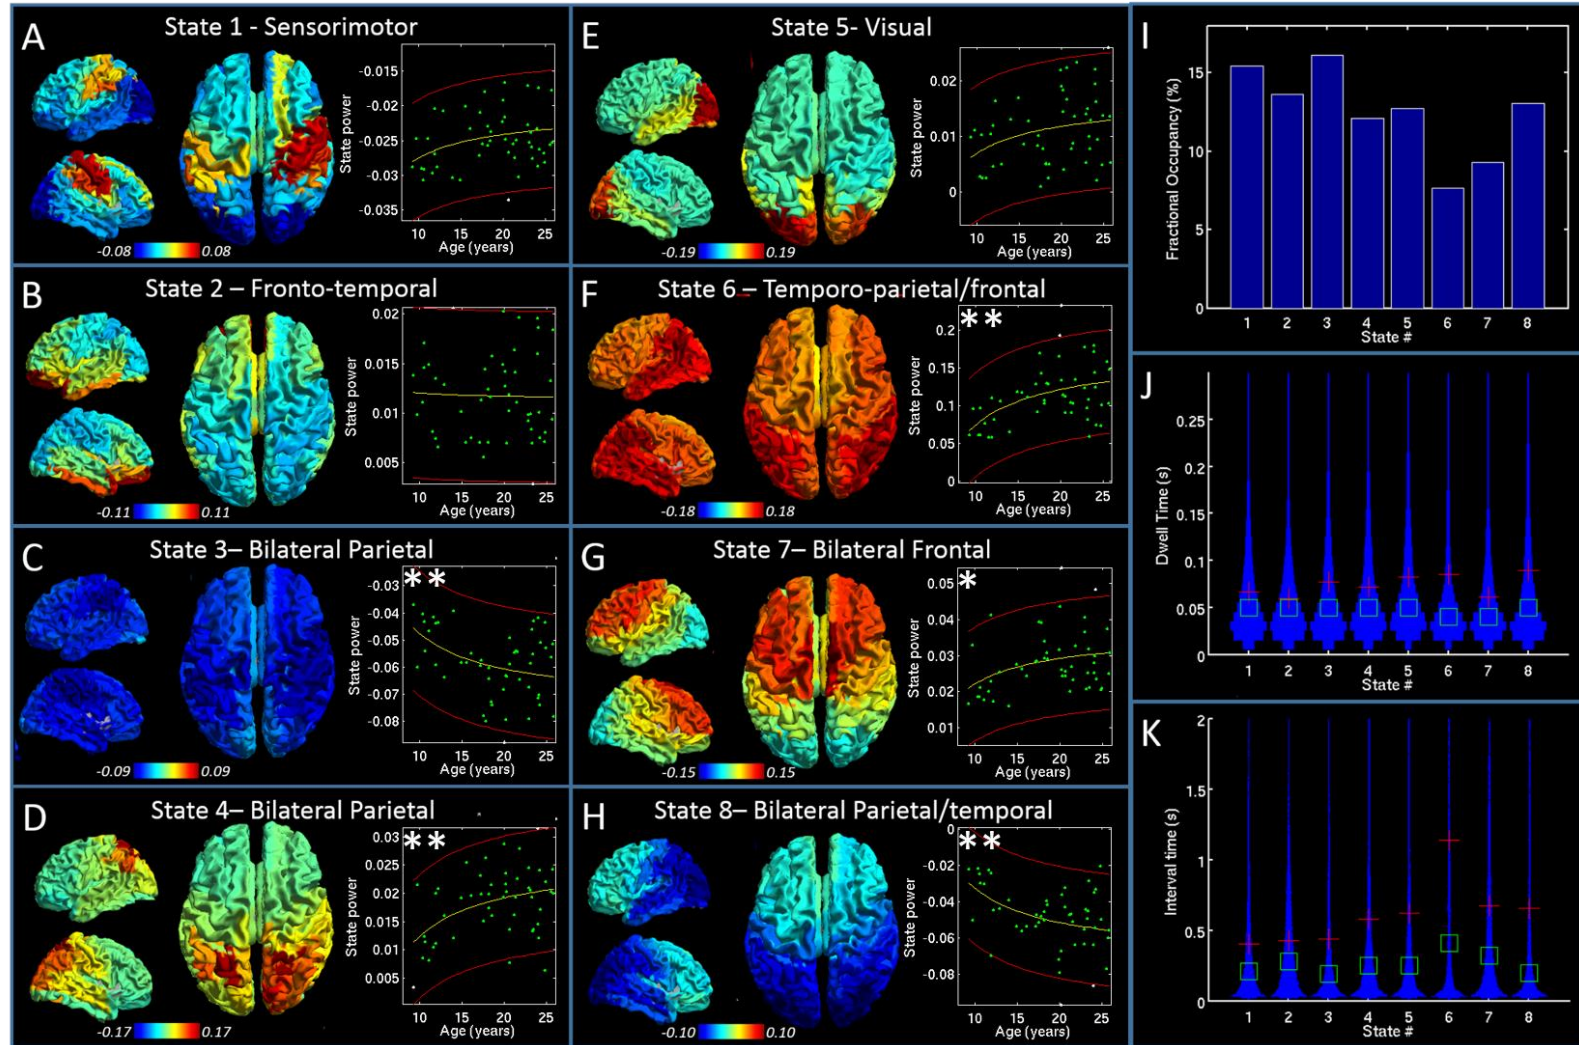 A
State 1 - Sensorimotor
-0.015
-0.02
-0.025
-0.03
-0.035
State power
10 15 20 25
Age (years)
-0.08 0.08
B
State 2 – Fronto-temporal
0.02
0.015
0.01
0.005
State power
10 15 20 25
Age (years)
-0.11 0.11
C
State 3– Bilateral Parietal
**
-0.03
-0.04
-0.05
-0.06
-0.07
-0.08
State power
10 15 20 25
Age (years)
-0.09 0.09
D
State 4– Bilateral Parietal
**
0.03
0.025
0.02
0.015
0.01
0.005
State power
10 15 20 25
Age (years)
-0.17 0.17
E
State 5- Visual
0.02
0.01
0
State power
10 15 20 25
Age (years)
-0.19 0.19
F
State 6 – Temporo-parietal/frontal
**
0.2
0.15
0.1
0.05
0
State power
10 15 20 25
Age (years)
-0.18 0.18
G
State 7– Bilateral Frontal
*
0.05
0.04
0.03
0.02
0.01
State power
10 15 20 25
Age (years)
-0.15 0.15
H
State 8– Bilateral Parietal/temporal
**
0
-0.02
-0.04
-0.06
-0.08
State power
10 15 20 25
Age (years)
-0.10 0.10
I
Fractional Occupancy (%)
15
10
5
0
1 2 3 4 5 6 7 8
State #
J
Dwell Time (s)
0.25
0.2
0.15
0.1
0.05
0
1 2 3 4 5 6 7 8
State #
K
Interval time (s)
2
1.5
1
0.5
0
1 2 3 4 5 6 7 8
State #